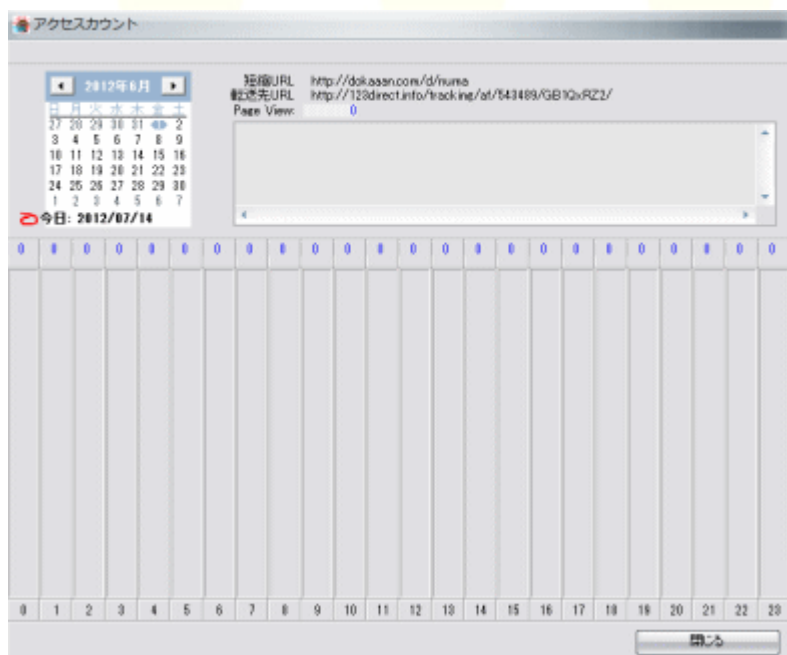 アクセスカウント
2012年6月
日 月 火 水 木 金 土
27 28 29 30 31 2
3 4 5 6 7 8 9
10 11 12 13 14 15 16
17 18 19 20 21 22 23
24 25 26 27 28 29 30
1 2 3 4 5 6 7
今日: 2012/07/14
短縮URL http://dokaaan.com/d/numa
転送先URL http://123direct.info/tracking/af/543489/GB1QxRZ2/
Page View: 0
0 0 0 0 0 0 0 0 0 0 0 0 0 0 0 0 0 0 0 0 0 0 0 0
0 1 2 3 4 5 6 7 8 9 10 11 12 13 14 15 16 17 18 19 20 21 22 23
閉じる